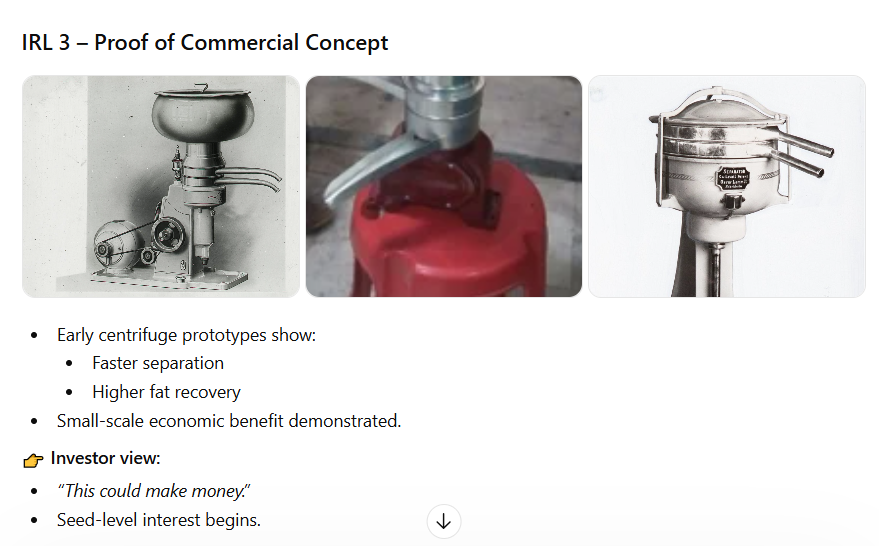 IRL 3 – Proof of Commercial Concept
SEPARATOR
Early centrifuge prototypes show:
Faster separation
Higher fat recovery
Small-scale economic benefit demonstrated.
👉 Investor view:
“This could make money.”
Seed-level interest begins.